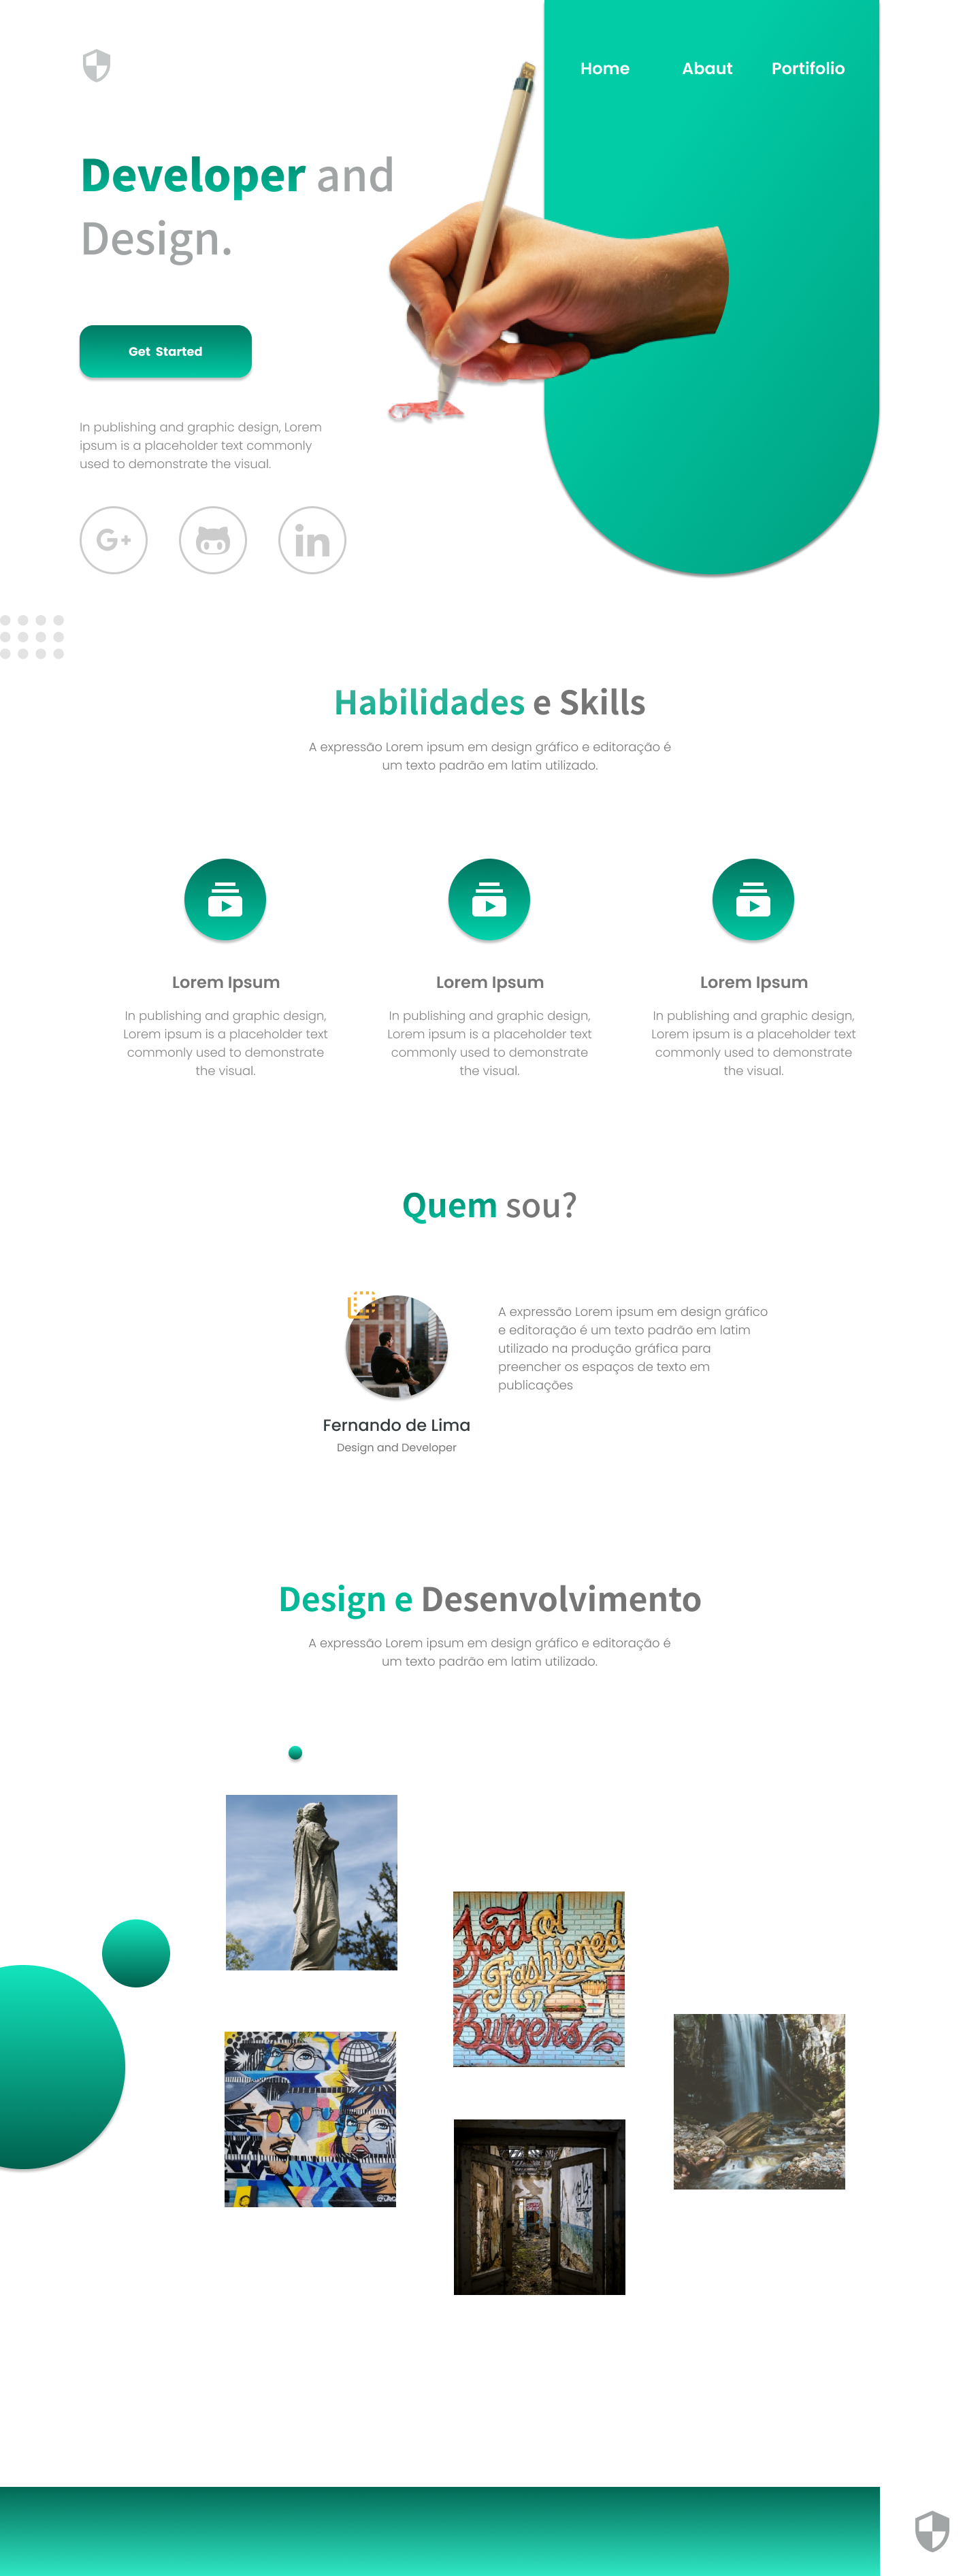 Home Abaut Portifolio
Developer and
Design.
Get Started
In publishing and graphic design, Lorem
ipsum is a placeholder text commonly
used to demonstrate the visual.
G+
in
Habilidades e Skills
A expressão Lorem ipsum em design gráfico e editoração é
um texto padrão em latim utilizado.
Lorem Ipsum
In publishing and graphic design,
Lorem ipsum is a placeholder text
commonly used to demonstrate
the visual.
Lorem Ipsum
In publishing and graphic design,
Lorem ipsum is a placeholder text
commonly used to demonstrate
the visual.
Lorem Ipsum
In publishing and graphic design,
Lorem ipsum is a placeholder text
commonly used to demonstrate
the visual.
Quem sou?
A expressão Lorem ipsum em design gráfico
e editoração é um texto padrão em latim
utilizado na produção gráfica para
preencher os espaços de texto em
publicações
Fernando de Lima
Design and Developer
Design e Desenvolvimento
A expressão Lorem ipsum em design gráfico e editoração é
um texto padrão em latim utilizado.
Good ol
Fashioned
Burgers